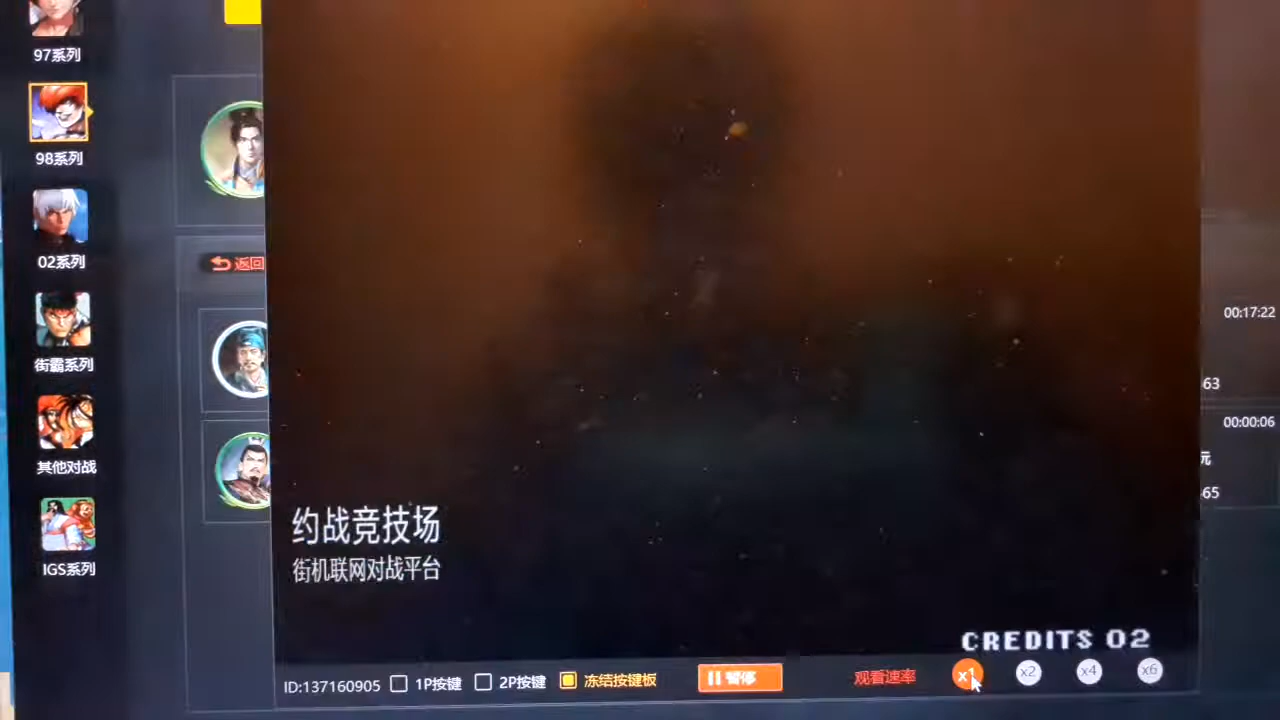 97系列
98系列
02系列
街霸系列
其他对战
IGS系列
返回
00:17:22
63
00:00:06
玩
65
约战竞技场
街机联网对战平台
CREDITS 02
ID:137160905
1P按键
2P按键
冻结按键板
暂停
观看速率
x1
x2
x4
x6